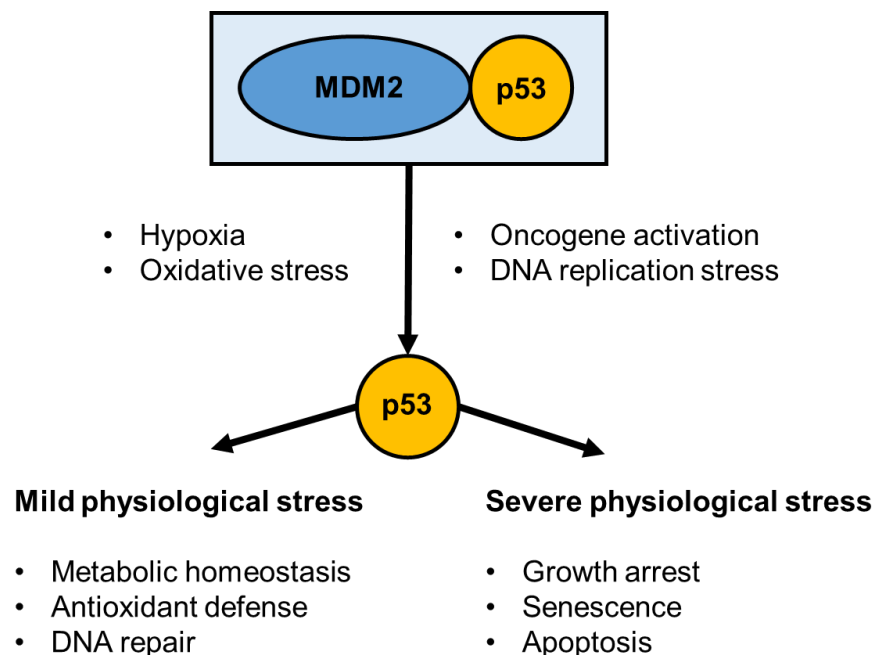 MDM2 p53
• Hypoxia
• Oxidative stress
• Oncogene activation
• DNA replication stress
p53
Mild physiological stress
• Metabolic homeostasis
• Antioxidant defense
• DNA repair
Severe physiological stress
• Growth arrest
• Senescence
• Apoptosis